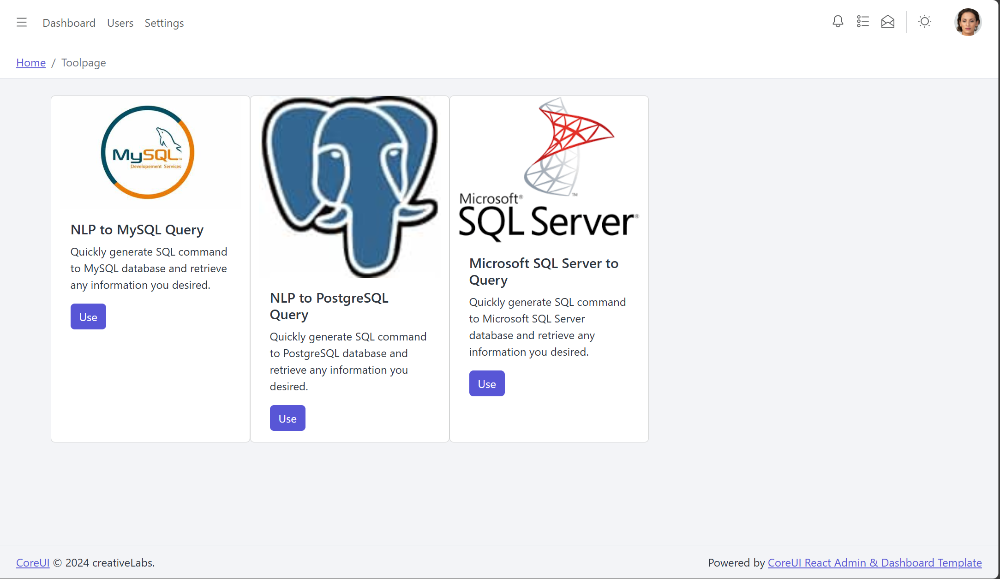 Dashboard Users Settings
Home / Toolpage
MySQL™
Developement Services
NLP to MySQL Query
Quickly generate SQL command
to MySQL database and retrieve
any information you desired.
Use
NLP to PostgreSQL
Query
Quickly generate SQL command
to PostgreSQL database and
retrieve any information you
desired.
Use
™
Microsoft®
SQL Server®
Microsoft SQL Server to
Query
Quickly generate SQL command
to Microsoft SQL Server
database and retrieve any
information you desired.
Use
CoreUI © 2024 creativeLabs.
Powered by CoreUI React Admin & Dashboard Template